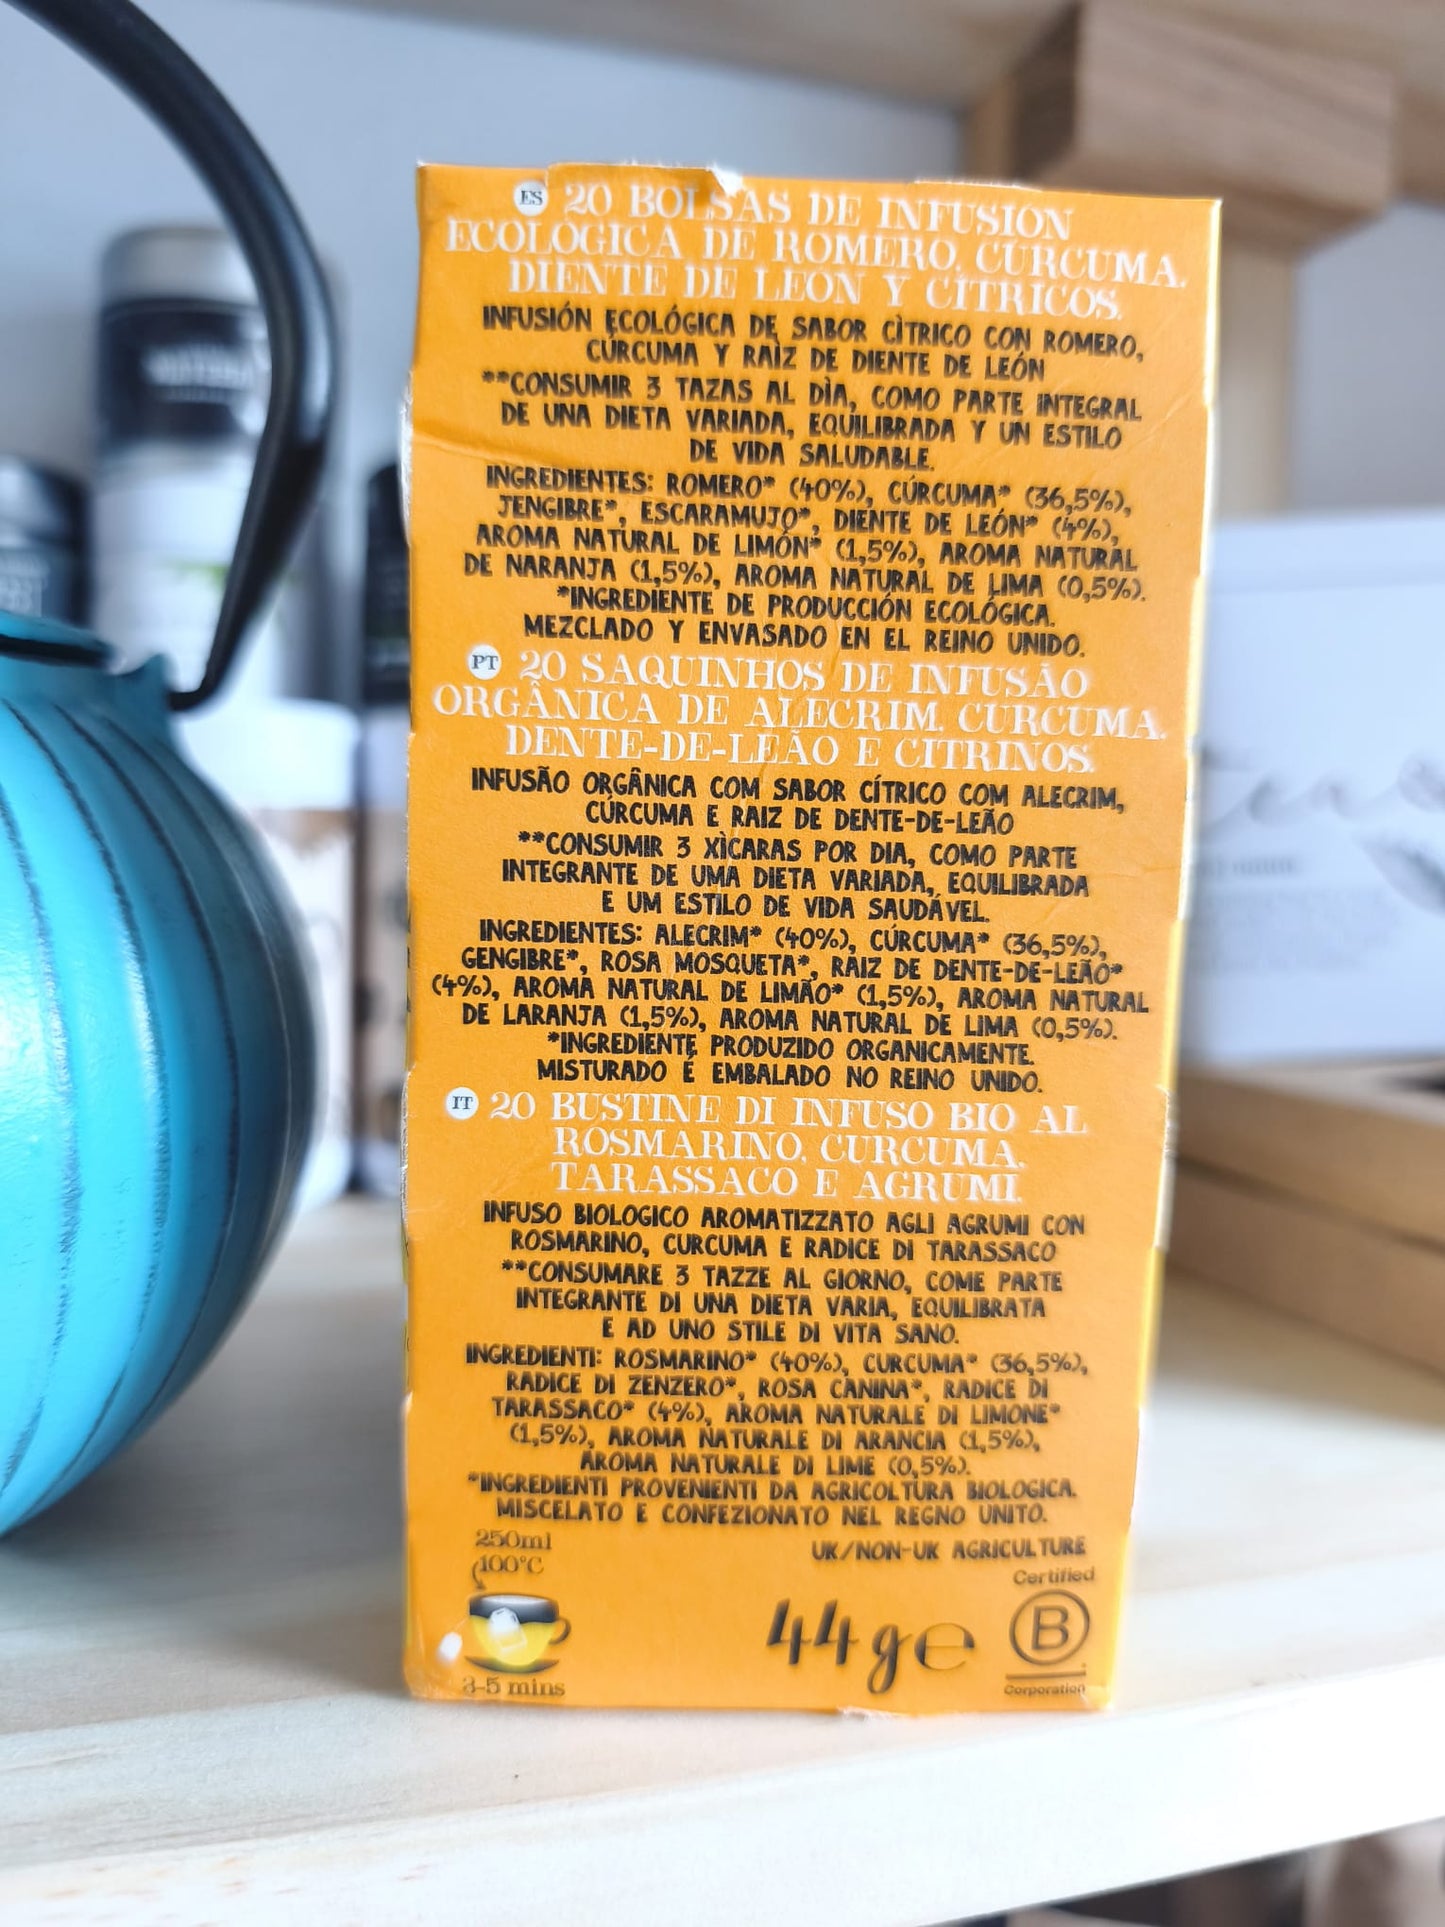 ES 20 BOLSAS DE INFUSIÓN
ECOLÓGICA DE ROMERO, CÚRCUMA,
DIENTE DE LEÓN Y CÍTRICOS.
INFUSIÓN ECOLÓGICA DE SABOR CÌTRICO CON ROMERO,
CÚRCUMA Y RAÌZ DE DIENTE DE LEÓN
**CONSUMIR 3 TAZAS AL DÌA, COMO PARTE INTEGRAL
DE UNA DIETA VARIADA, EQUILIBRADA Y UN ESTILO
DE VIDA SALUDABLE.
INGREDIENTES: ROMERO* (40%), CÚRCUMA* (36,5%),
JENGIBRE*, ESCARAMUJO*, DIENTE DE LEÓN* (4%),
AROMA NATURAL DE LIMÓN* (1,5%), AROMA NATURAL
DE NARANJA (1,5%), AROMA NATURAL DE LIMA (0,5%).
*INGREDIENTE DE PRODUCCIÓN ECOLÓGICA.
MEZCLADO Y ENVASADO EN EL REINO UNIDO.
PT 20 SAQUINHOS DE INFUSÃO
ORGÂNICA DE ALECRIM, CURCUMA,
DENTE-DE-LEÃO E CITRINOS.
INFUSÃO ORGÂNICA COM SABOR CÍTRICO COM ALECRIM,
CÚRCUMA E RAIZ DE DENTE-DE-LEÃO
**CONSUMIR 3 XÌCARAS POR DIA, COMO PARTE
INTEGRANTE DE UMA DIETA VARIADA, EQUILIBRADA
E UM ESTILO DE VIDA SAUDÁVEL.
INGREDIENTES: ALECRIM* (40%), CÚRCUMA* (36,5%),
GENGIBRE*, ROSA MOSQUETA*, RAIZ DE DENTE-DE-LEÃO*
(4%), AROMA NATURAL DE LIMÃO* (1,5%), AROMA NATURAL
DE LARANJA (1,5%), AROMA NATURAL DE LIMA (0,5%).
*INGREDIENTE PRODUZIDO ORGANICAMENTE.
MISTURADO É EMBALADO NO REINO UNIDO.
IT 20 BUSTINE DI INFUSO BIO AL
ROSMARINO, CURCUMA,
TARASSACO E AGRUMI.
INFUSO BIOLOGICO AROMATIZZATO AGLI AGRUMI CON
ROSMARINO, CURCUMA E RADICE DI TARASSACO
**CONSUMARE 3 TAZZE AL GIORNO, COME PARTE
INTEGRANTE DI UNA DIETA VARIA, EQUILIBRATA
E AD UNO STILE DI VITA SANO.
INGREDIENTI: ROSMARINO* (40%), CURCUMA* (36,5%),
RADICE DI ZENZERO*, ROSA CANINA*, RADICE DI
TARASSACO* (4%), AROMA NATURALE DI LIMONE*
(1,5%), AROMA NATURALE DI ARANCIA (1,5%),
AROMA NATURALE DI LIME (0,5%).
*INGREDIENTI PROVENIENTI DA AGRICOLTURA BIOLOGICA.
MISCELATO E CONFEZIONATO NEL REGNO UNITO.
250ml
100°C
3-5 mins
UK/NON-UK AGRICULTURE
44g℮
Certified
B
Corporation